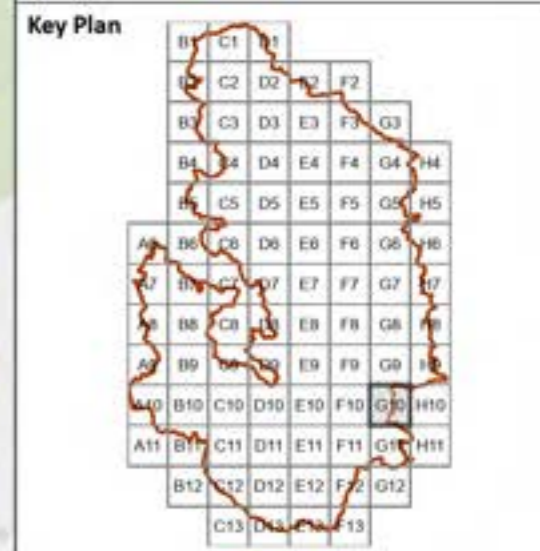 Key Plan
B1 C1 D1
B2 C2 D2 E2 F2
B3 C3 D3 E3 F3 G3
B4 C4 D4 E4 F4 G4 H4
B5 C5 D5 E5 F5 G5 H5
A6 B6 C6 D6 E6 F6 G6 H6
A7 B7 C7 D7 E7 F7 G7 H7
A8 B8 C8 D8 E8 F8 G8 H8
A9 B9 C9 D9 E9 F9 G9 H9
A10 B10 C10 D10 E10 F10 G10 H10
A11 B11 C11 D11 E11 F11 G11 H11
B12 C12 D12 E12 F12 G12
C13 D13 E13 F13